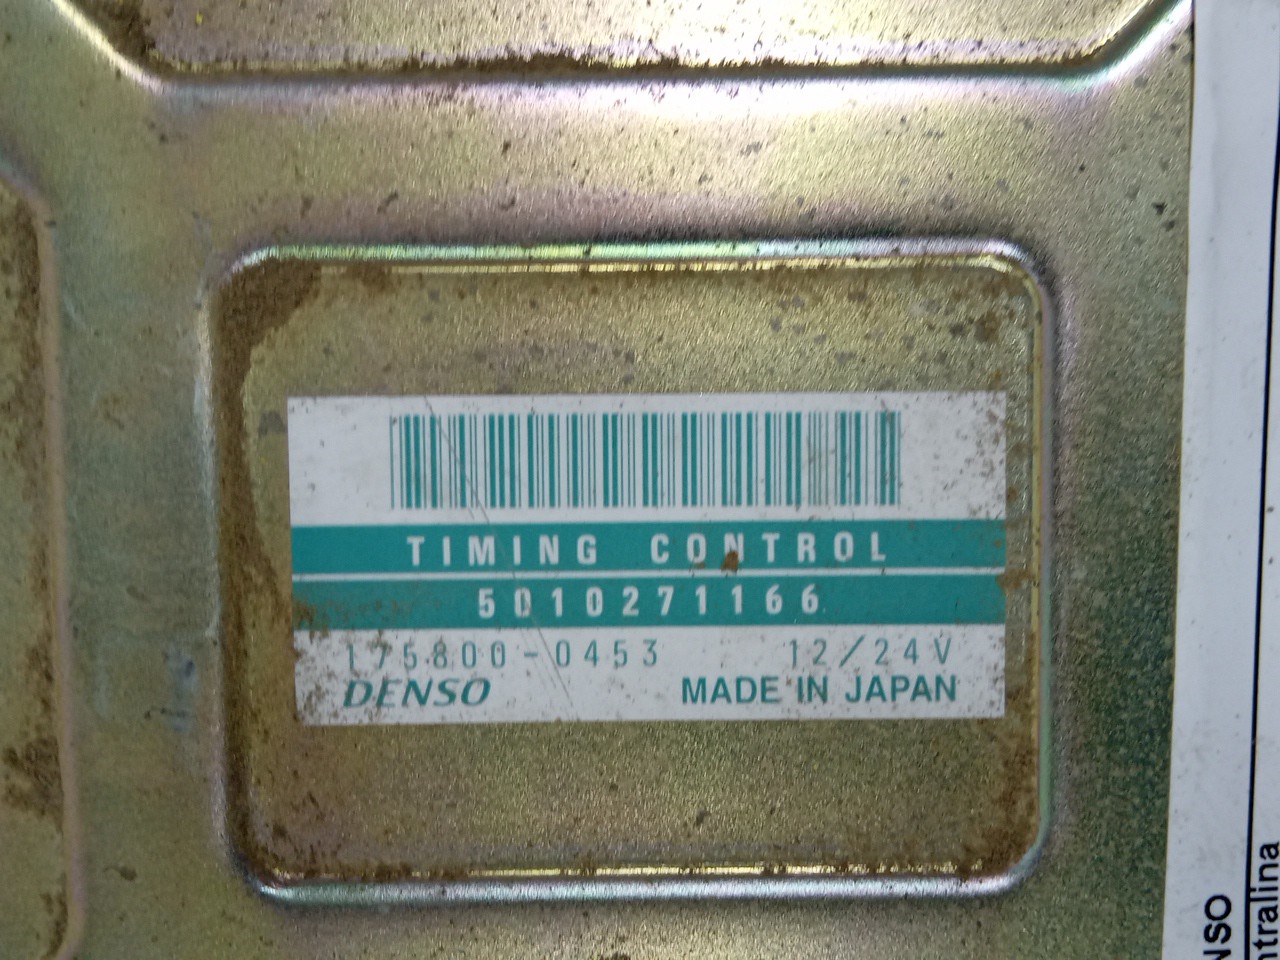 TIMING CONTROL
5010271166
175800-0453 12/24V
DENSO MADE IN JAPAN
NSO
ntralina